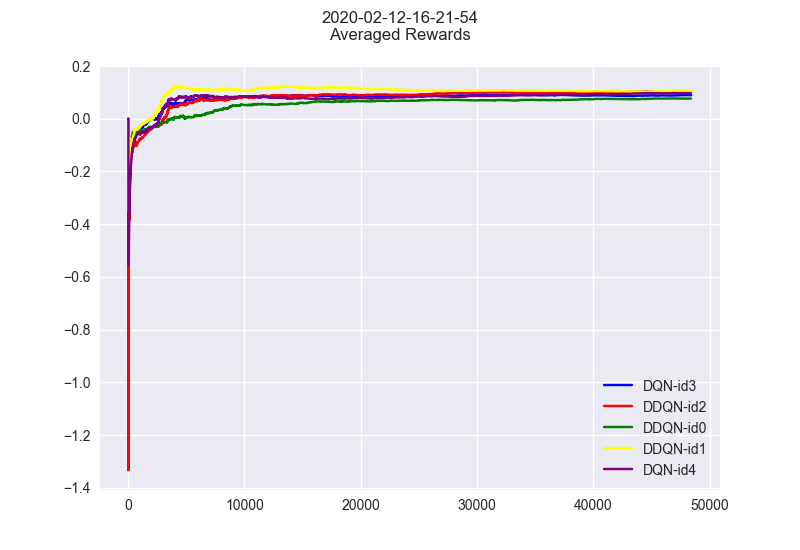 2020-02-12-16-21-54
Averaged Rewards
0.2
0.0
−0.2
−0.4
−0.6
−0.8
−1.0
−1.2
−1.4
0
10000
20000
30000
40000
50000
DQN-id3
DDQN-id2
DDQN-id0
DDQN-id1
DQN-id4